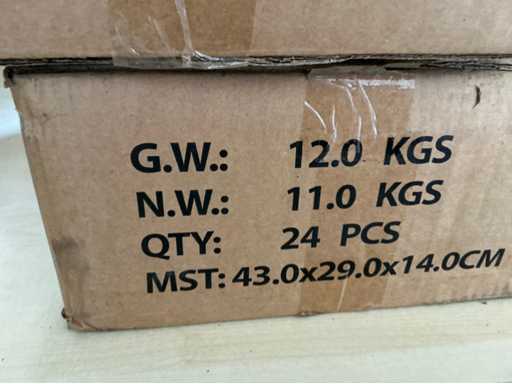 G.W.: 12.0 KGS
N.W.: 11.0 KGS
QTY: 24 PCS
MST: 43.0x29.0x14.0CM